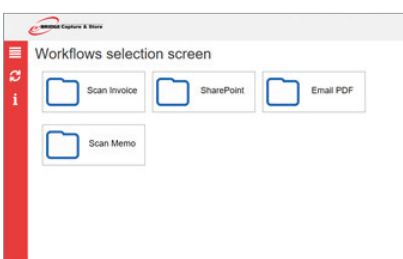 e-BRIDGE Capture & Store
Workflows selection screen
Scan Invoice
SharePoint
Email PDF
Scan Memo